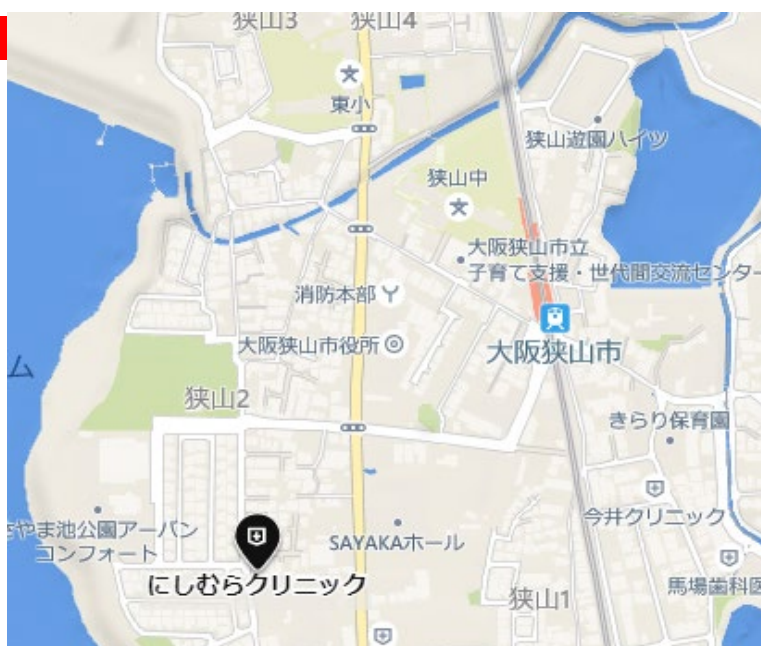 狭山3
狭山4
東小
狭山遊園ハイツ
狭山中
大阪狭山市立
子育て支援・世代間交流センター
消防本部
大阪狭山市役所
大阪狭山市
ム
狭山2
きらり保育園
さやま池公園アーバン
コンフォート
SAYAKAホール
今井クリニック
にしむらクリニック
馬場歯科医
狭山1